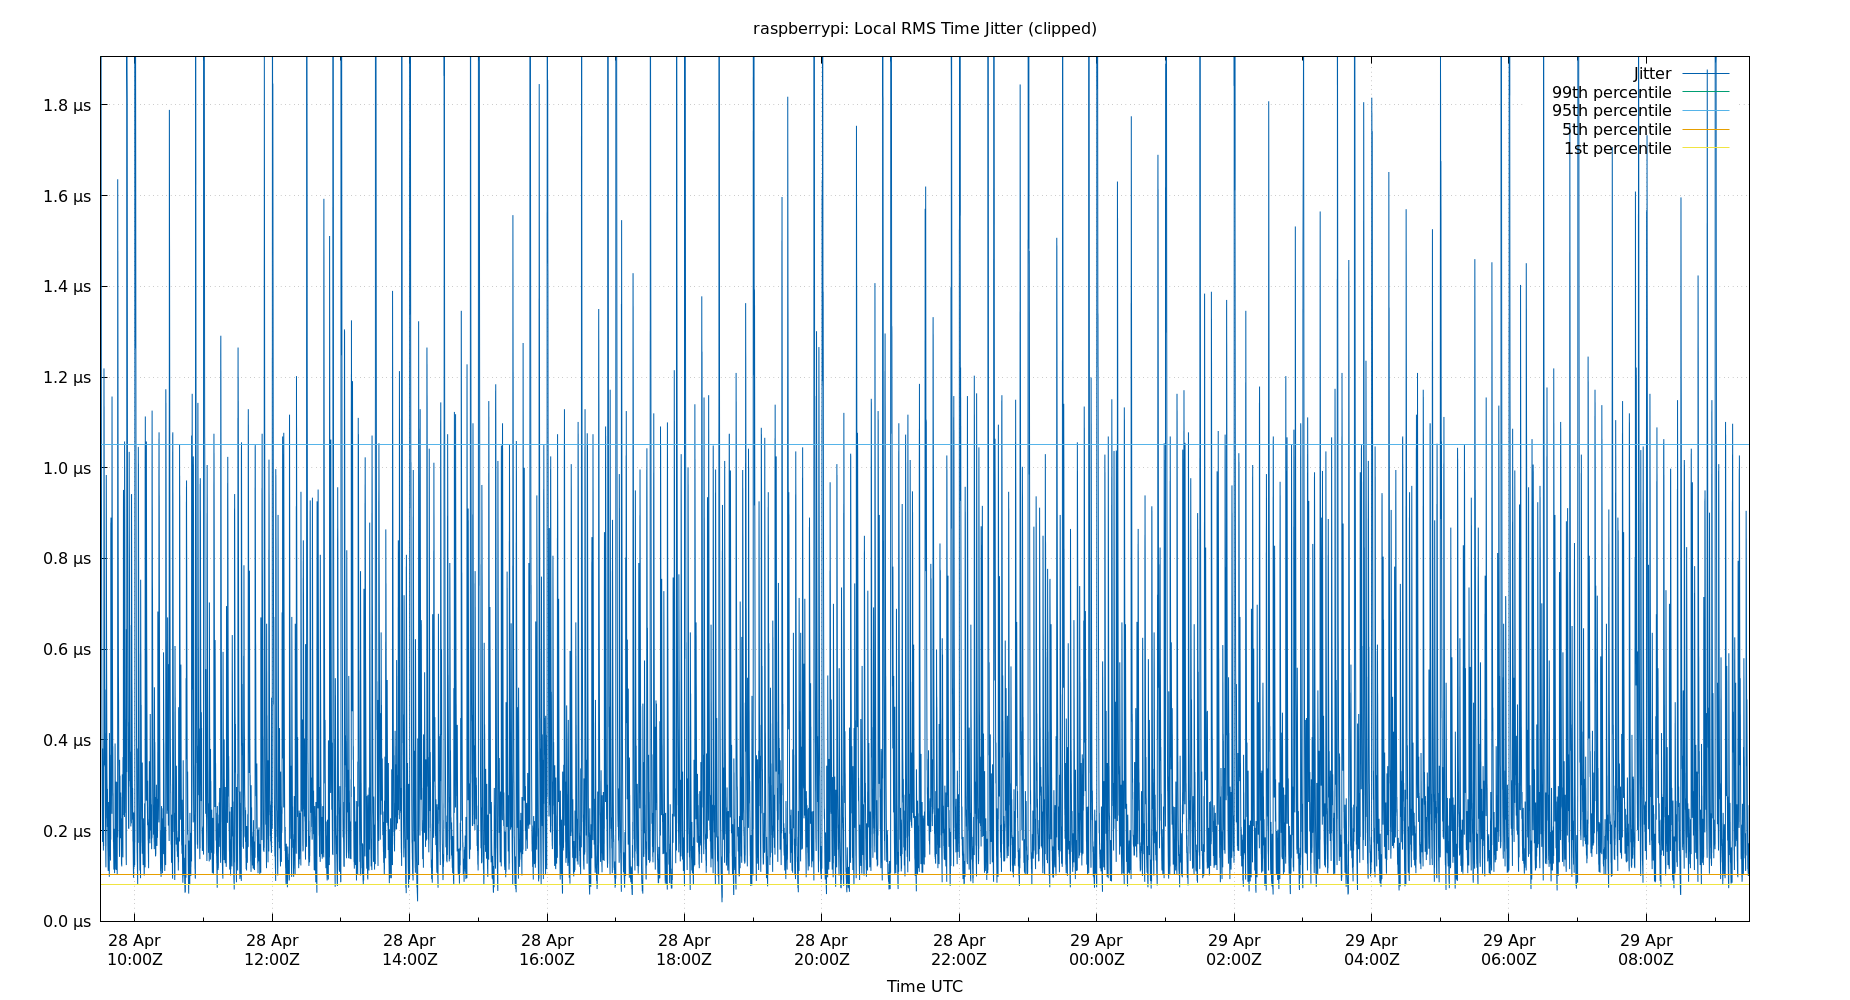 raspberrypi: Local RMS Time Jitter (clipped)
Jitter
99th percentile
95th percentile
5th percentile
1st percentile
1.8 µs
1.6 µs
1.4 µs
1.2 µs
1.0 µs
0.8 µs
0.6 µs
0.4 µs
0.2 µs
0.0 µs
28 Apr 28 Apr 28 Apr 28 Apr 28 Apr 28 Apr 28 Apr 29 Apr 29 Apr 29 Apr 29 Apr 29 Apr
10:00Z 12:00Z 14:00Z 16:00Z 18:00Z 20:00Z 22:00Z 00:00Z 02:00Z 04:00Z 06:00Z 08:00Z
Time UTC